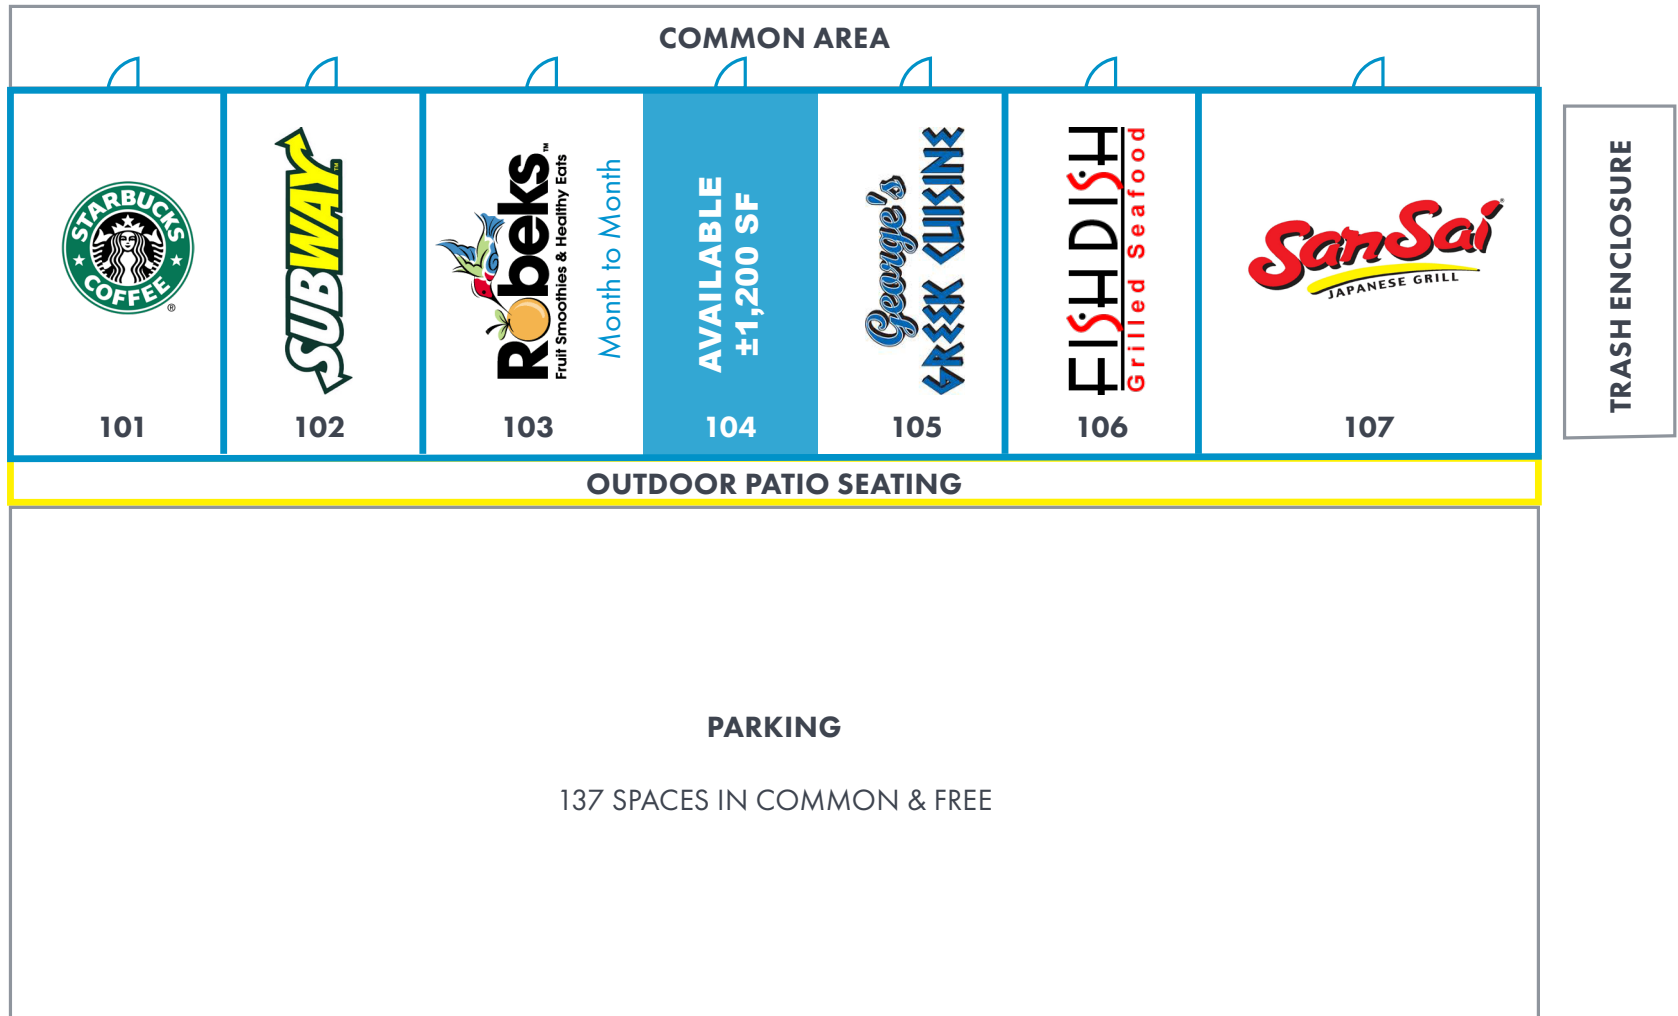 COMMON AREA
STARBUCKS
COFFEE
®
101
SUBWAY™
102
Robeks™
Fruit Smoothies & Healthy Eats
Month to Month
103
AVAILABLE
±1,200 SF
104
George's
GREEK CUISINE
105
FISH DISH
Grilled Seafood
106
SanSai®
JAPANESE GRILL
107
TRASH ENCLOSURE
OUTDOOR PATIO SEATING
PARKING
137 SPACES IN COMMON & FREE